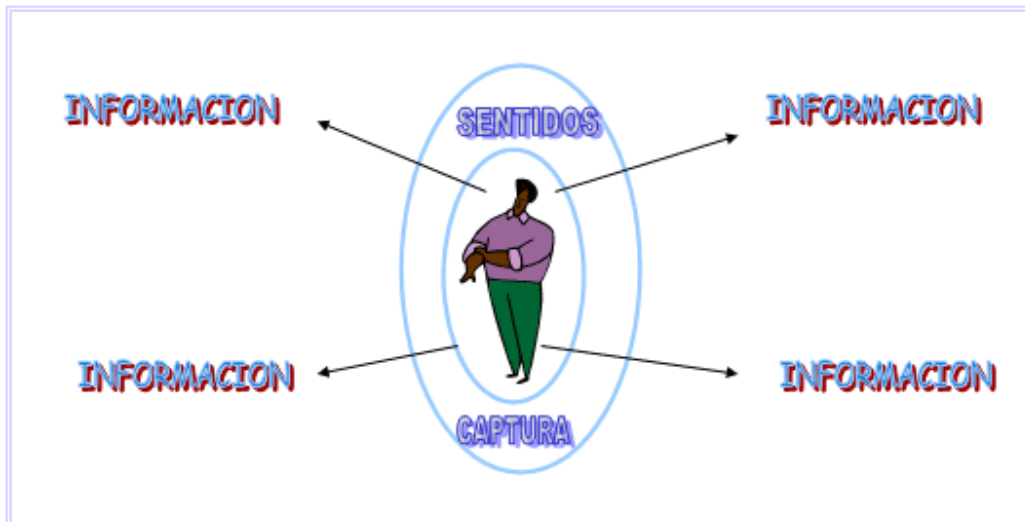 INFORMACION
SENTIDOS
INFORMACION
INFORMACION
INFORMACION
CAPTURA